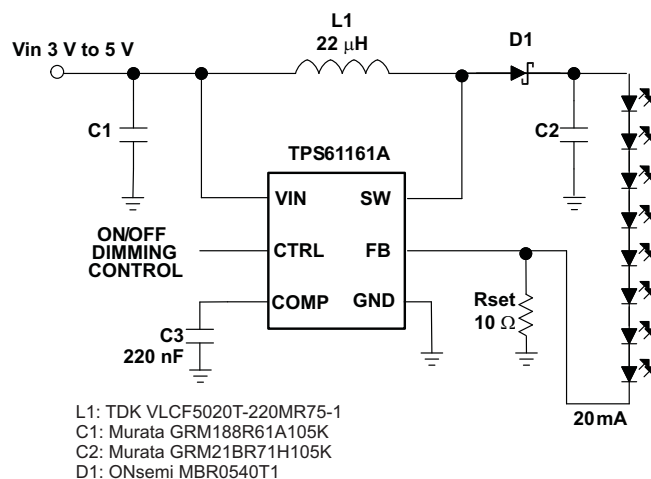 L1
22 μH
D1
Vin 3 V to 5 V
C1
C2
TPS61161A
VIN
SW
ON/OFF
DIMMING
CONTROL
CTRL
FB
COMP
GND
Rset
10 Ω
C3
220 nF
20mA
L1: TDK VLCF5020T-220MR75-1
C1: Murata GRM188R61A105K
C2: Murata GRM21BR71H105K
D1: ONsemi MBR0540T1